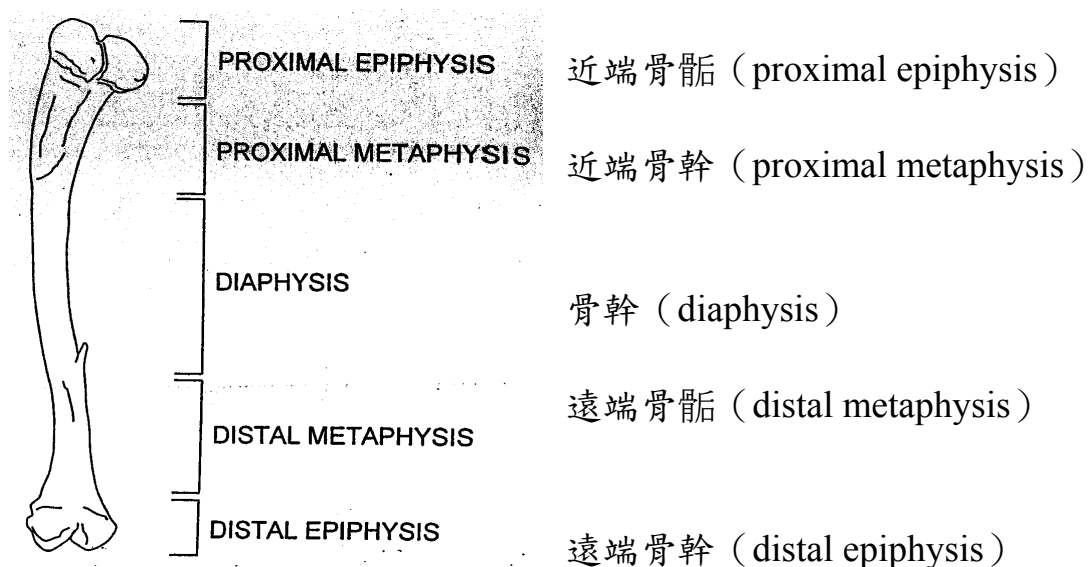 PROXIMAL EPIPHYSIS
近端骨骺（proximal epiphysis）
PROXIMAL METAPHYSIS
近端骨幹（proximal metaphysis）
DIAPHYSIS
骨幹（diaphysis）
DISTAL METAPHYSIS
遠端骨骺（distal metaphysis）
DISTAL EPIPHYSIS
遠端骨幹（distal epiphysis）